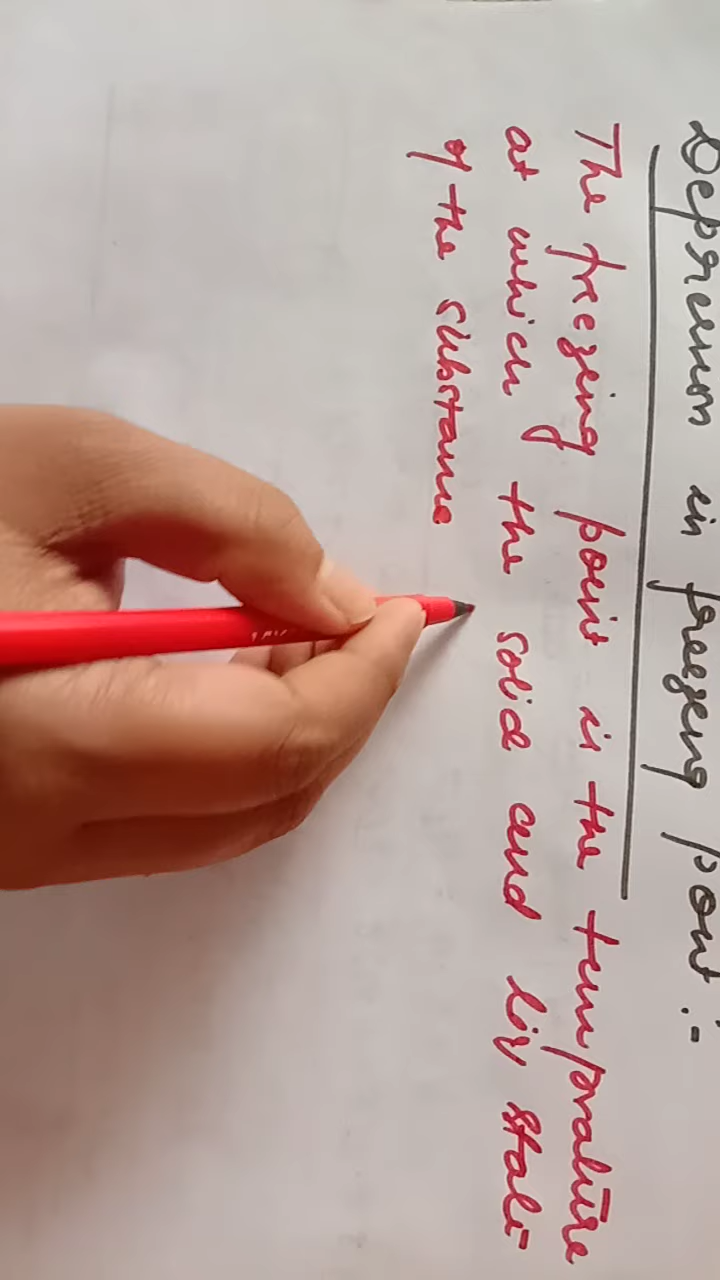 Depression in freezing point:-
The freezing point is the temperature
at which the solid and liq state
of the substance